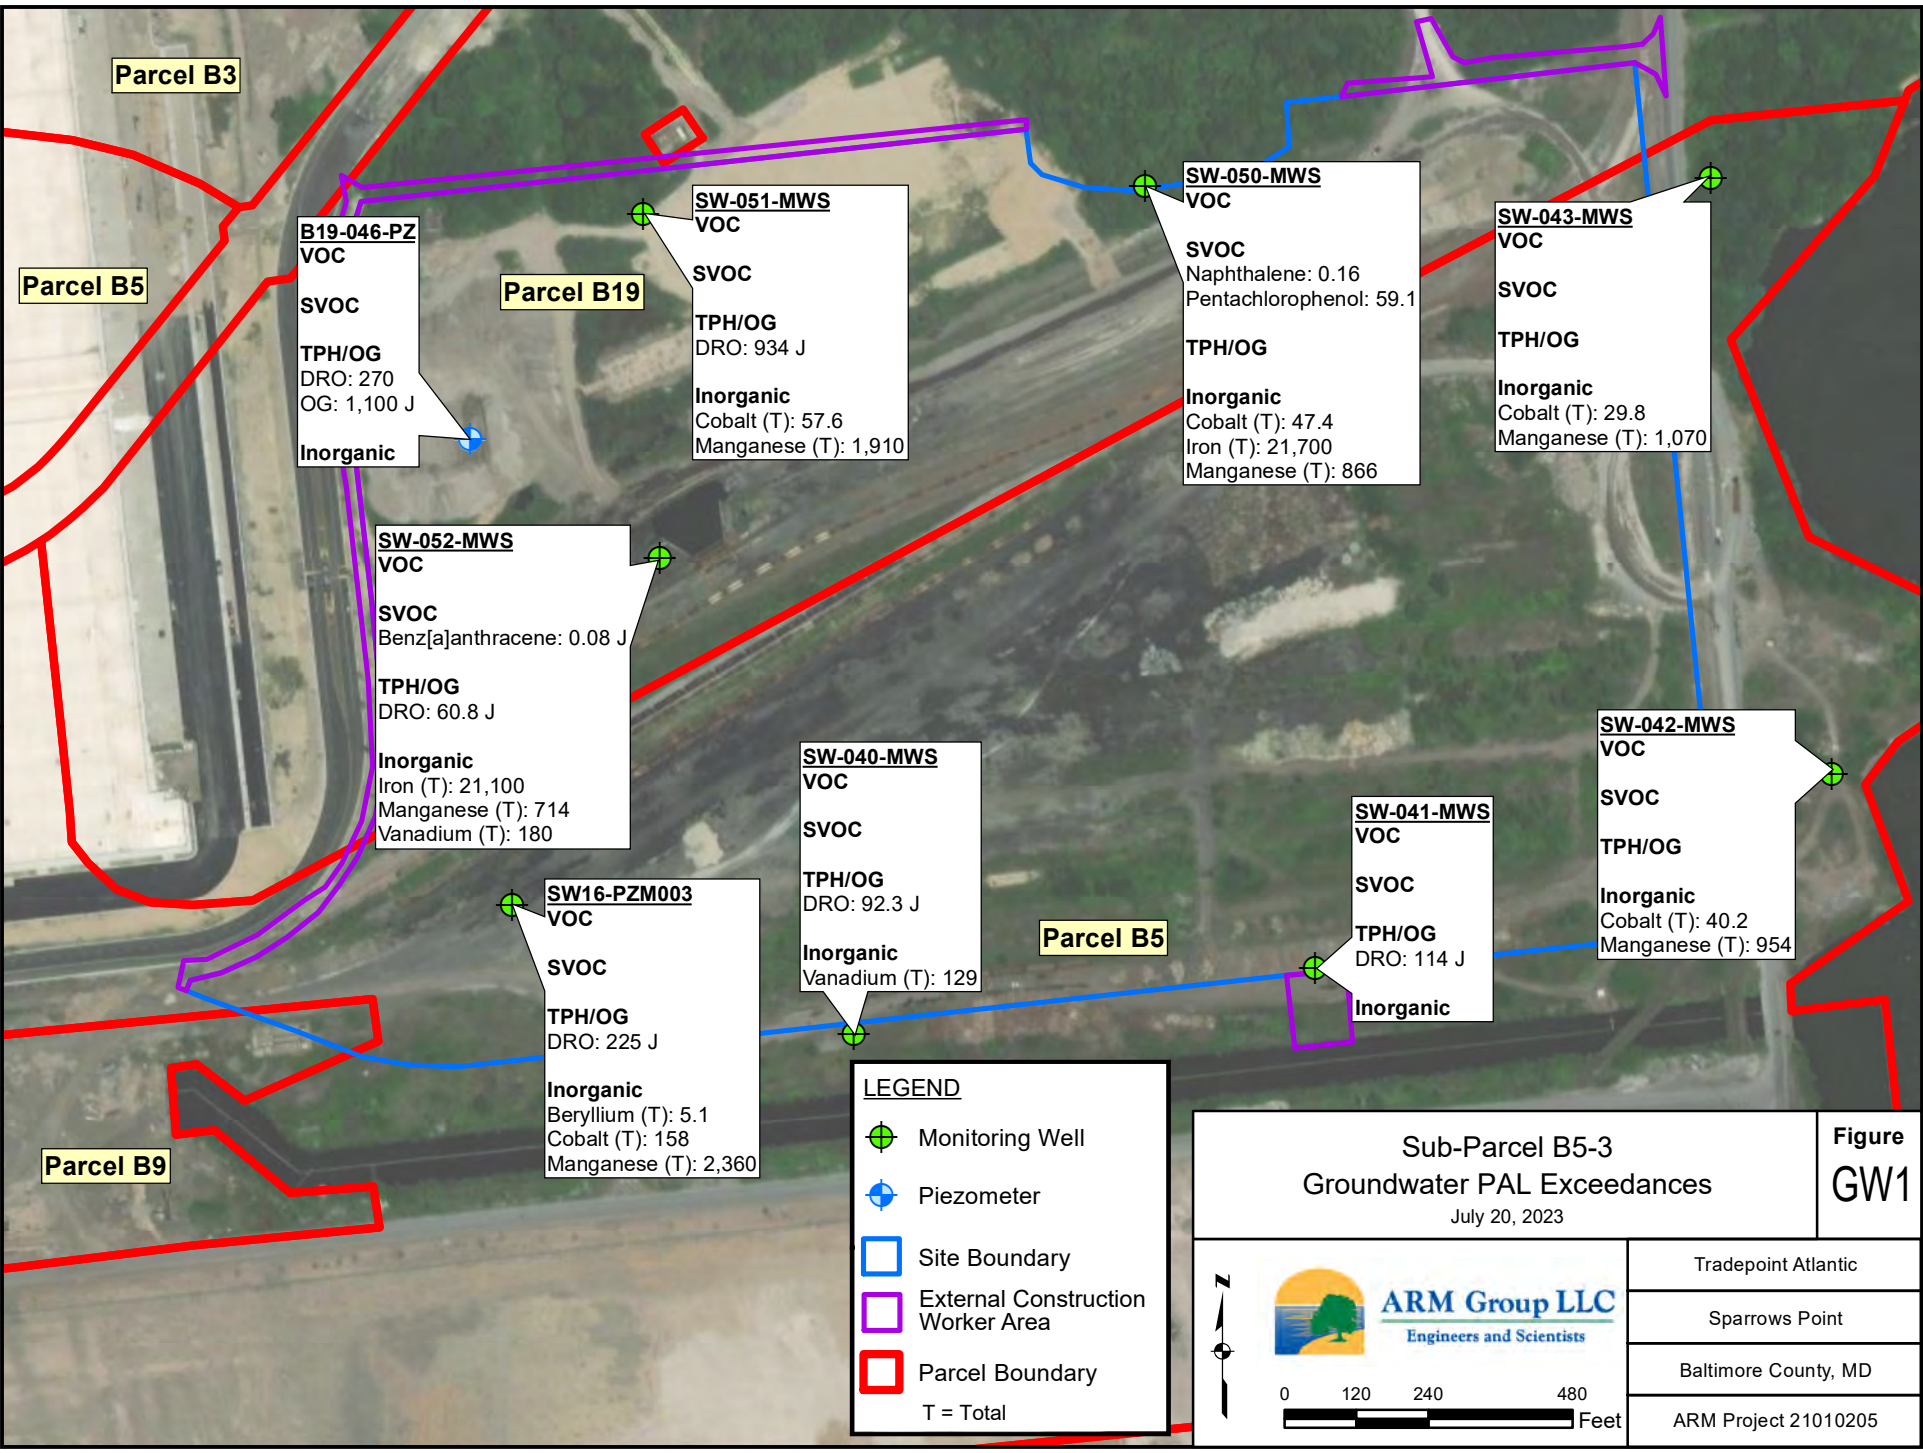 Parcel B3
Parcel B5
Parcel B19
B19-046-PZ
VOC
SVOC
TPH/OG
DRO: 270
OG: 1,100 J
Inorganic
SW-051-MWS
VOC
SVOC
TPH/OG
DRO: 934 J
Inorganic
Cobalt (T): 57.6
Manganese (T): 1,910
SW-050-MWS
VOC
SVOC
Naphthalene: 0.16
Pentachlorophenol: 59.1
TPH/OG
Inorganic
Cobalt (T): 47.4
Iron (T): 21,700
Manganese (T): 866
SW-043-MWS
VOC
SVOC
TPH/OG
Inorganic
Cobalt (T): 29.8
Manganese (T): 1,070
SW-052-MWS
VOC
SVOC
Benz[a]anthracene: 0.08 J
TPH/OG
DRO: 60.8 J
Inorganic
Iron (T): 21,100
Manganese (T): 714
Vanadium (T): 180
SW-040-MWS
VOC
SVOC
TPH/OG
DRO: 92.3 J
Inorganic
Vanadium (T): 129
SW-041-MWS
VOC
SVOC
TPH/OG
DRO: 114 J
Inorganic
SW-042-MWS
VOC
SVOC
TPH/OG
Inorganic
Cobalt (T): 40.2
Manganese (T): 954
SW16-PZM003
VOC
SVOC
TPH/OG
DRO: 225 J
Inorganic
Beryllium (T): 5.1
Cobalt (T): 158
Manganese (T): 2,360
Parcel B5
Parcel B9
LEGEND
Monitoring Well
Piezometer
Site Boundary
External Construction
Worker Area
Parcel Boundary
T = Total
Sub-Parcel B5-3
Groundwater PAL Exceedances
July 20, 2023
Figure
GW1
N
ARM Group LLC
Engineers and Scientists
0 120 240 480
Feet
Tradepoint Atlantic
Sparrows Point
Baltimore County, MD
ARM Project 21010205